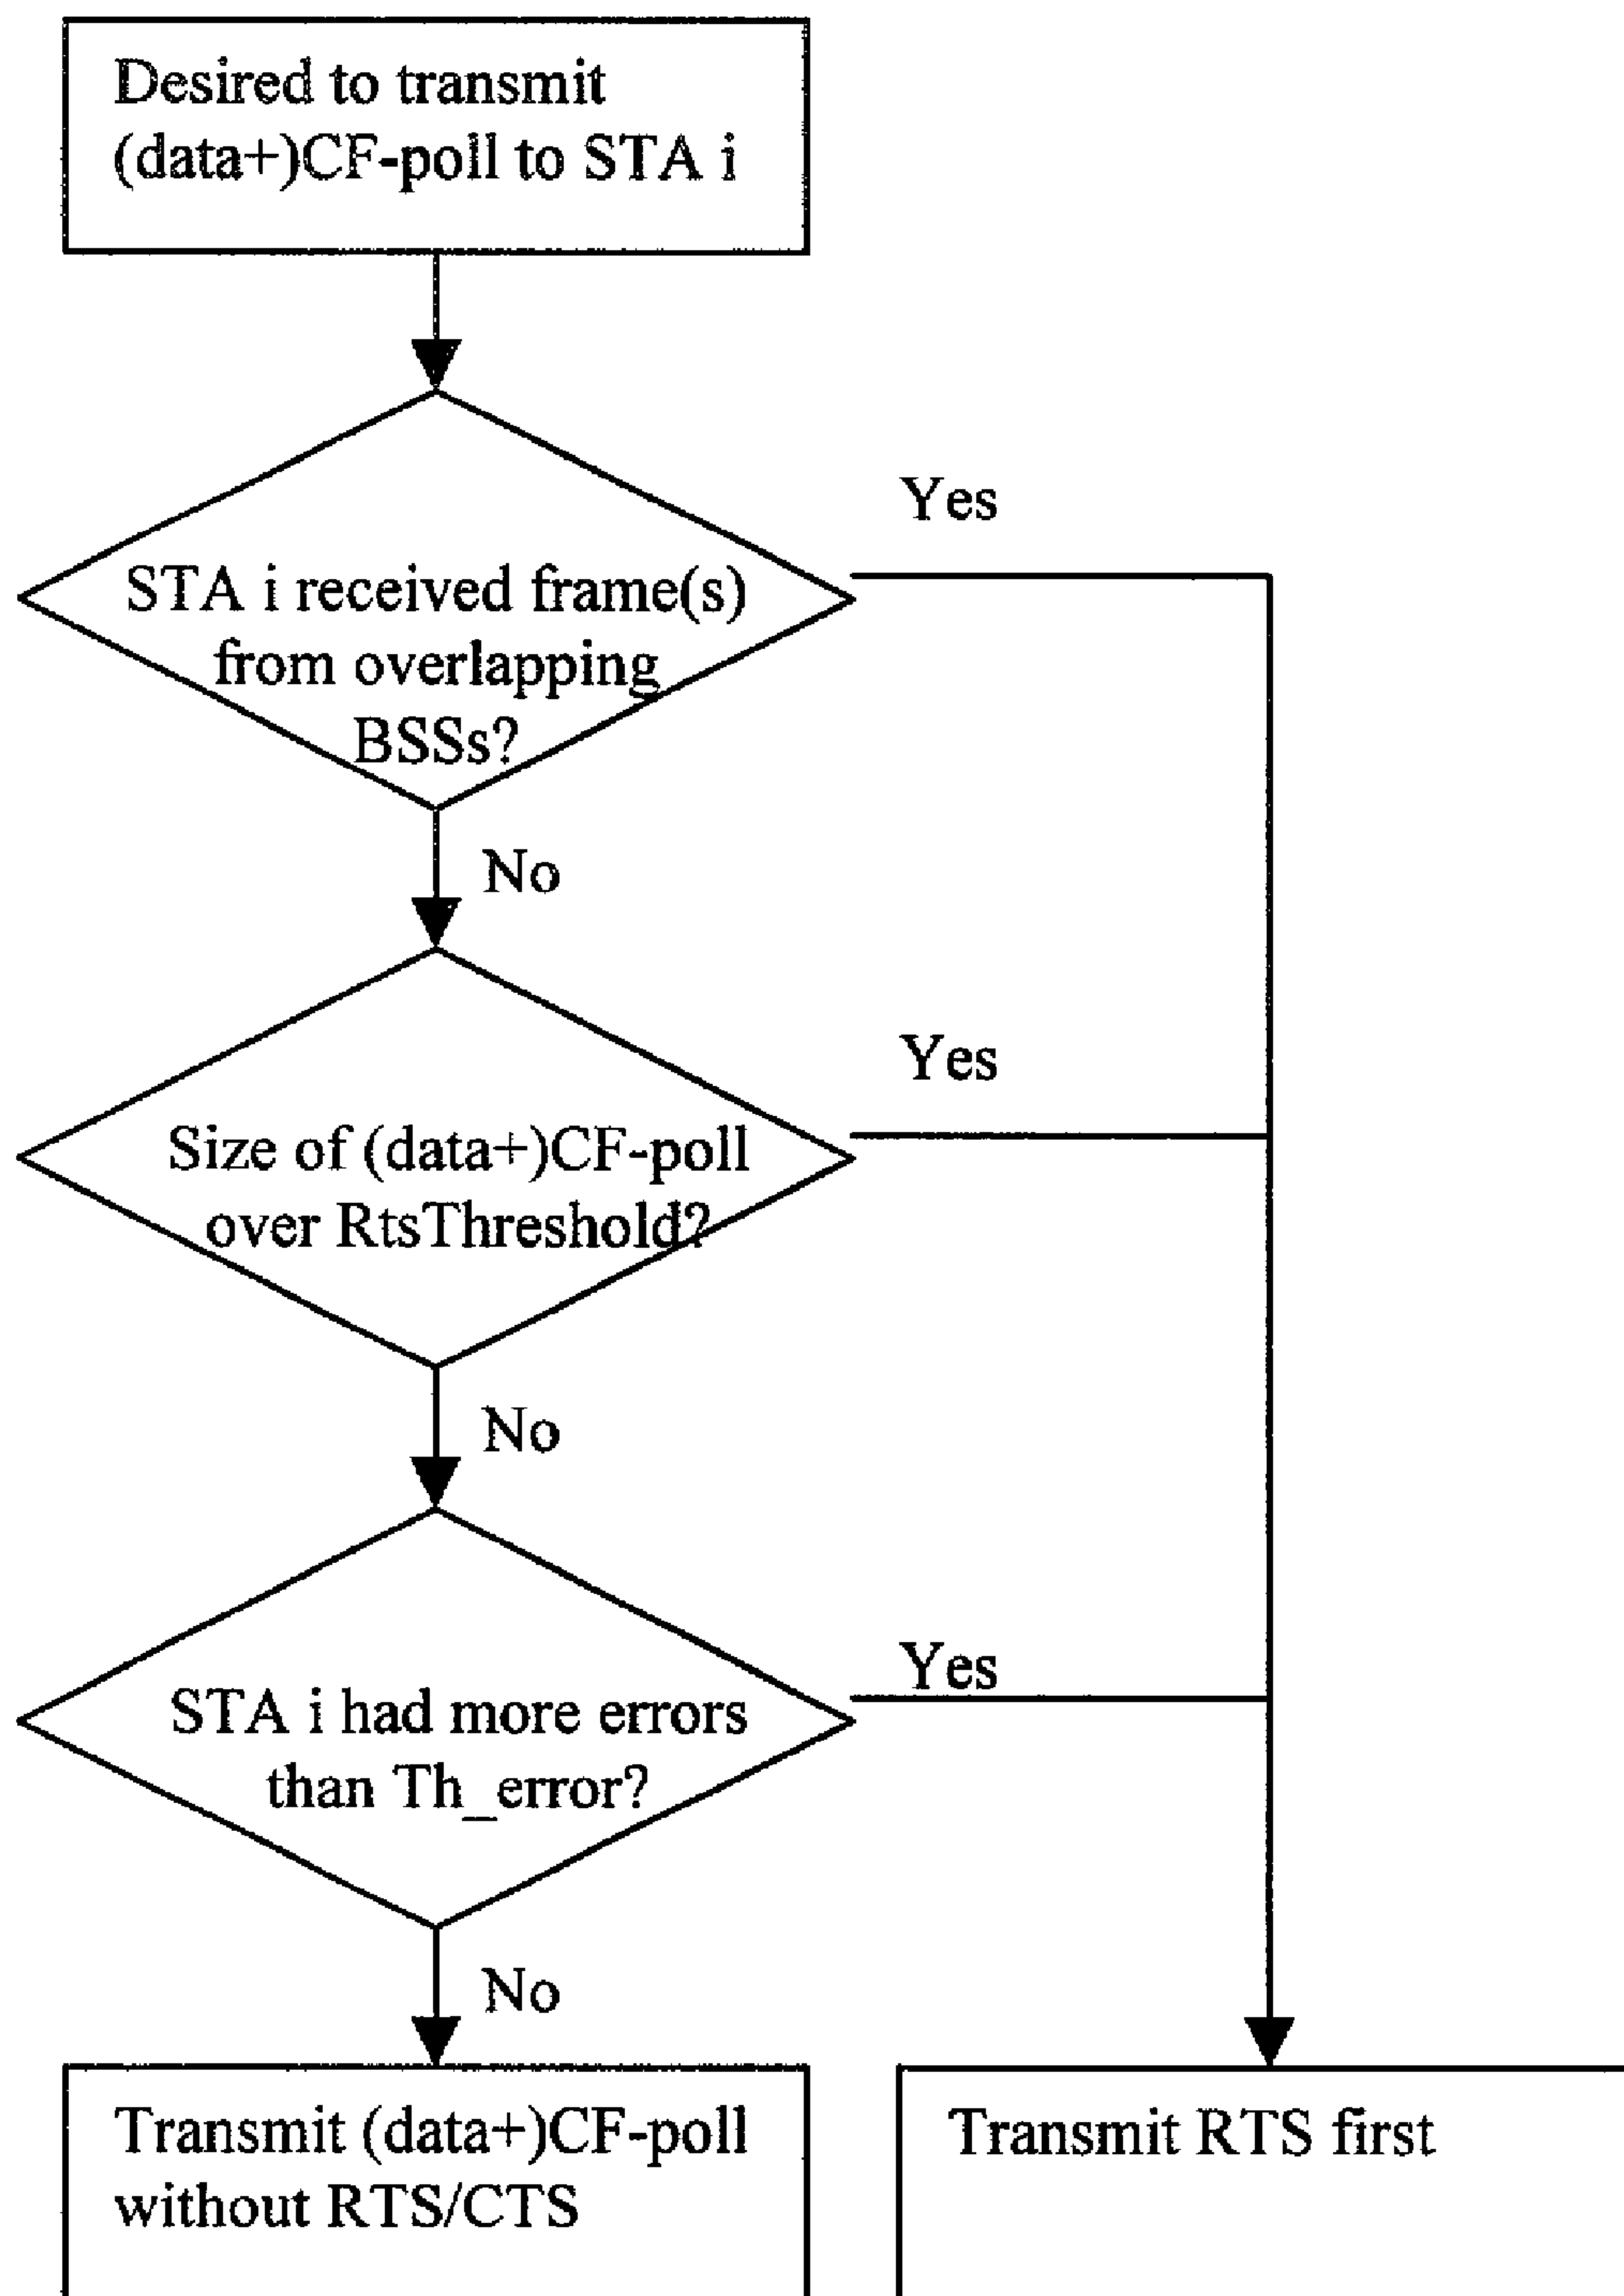 Desired to transmit
(data+)CF-poll to STA i
Yes
STA i received frame(s)
from overlapping
BSSs?
No
Yes
Size of (data+)CF-poll
over RtsThreshold?
No
Yes
STA i had more errors
than Th_error?
No
Transmit (data+)CF-poll
without RTS/CTS
Transmit RTS first